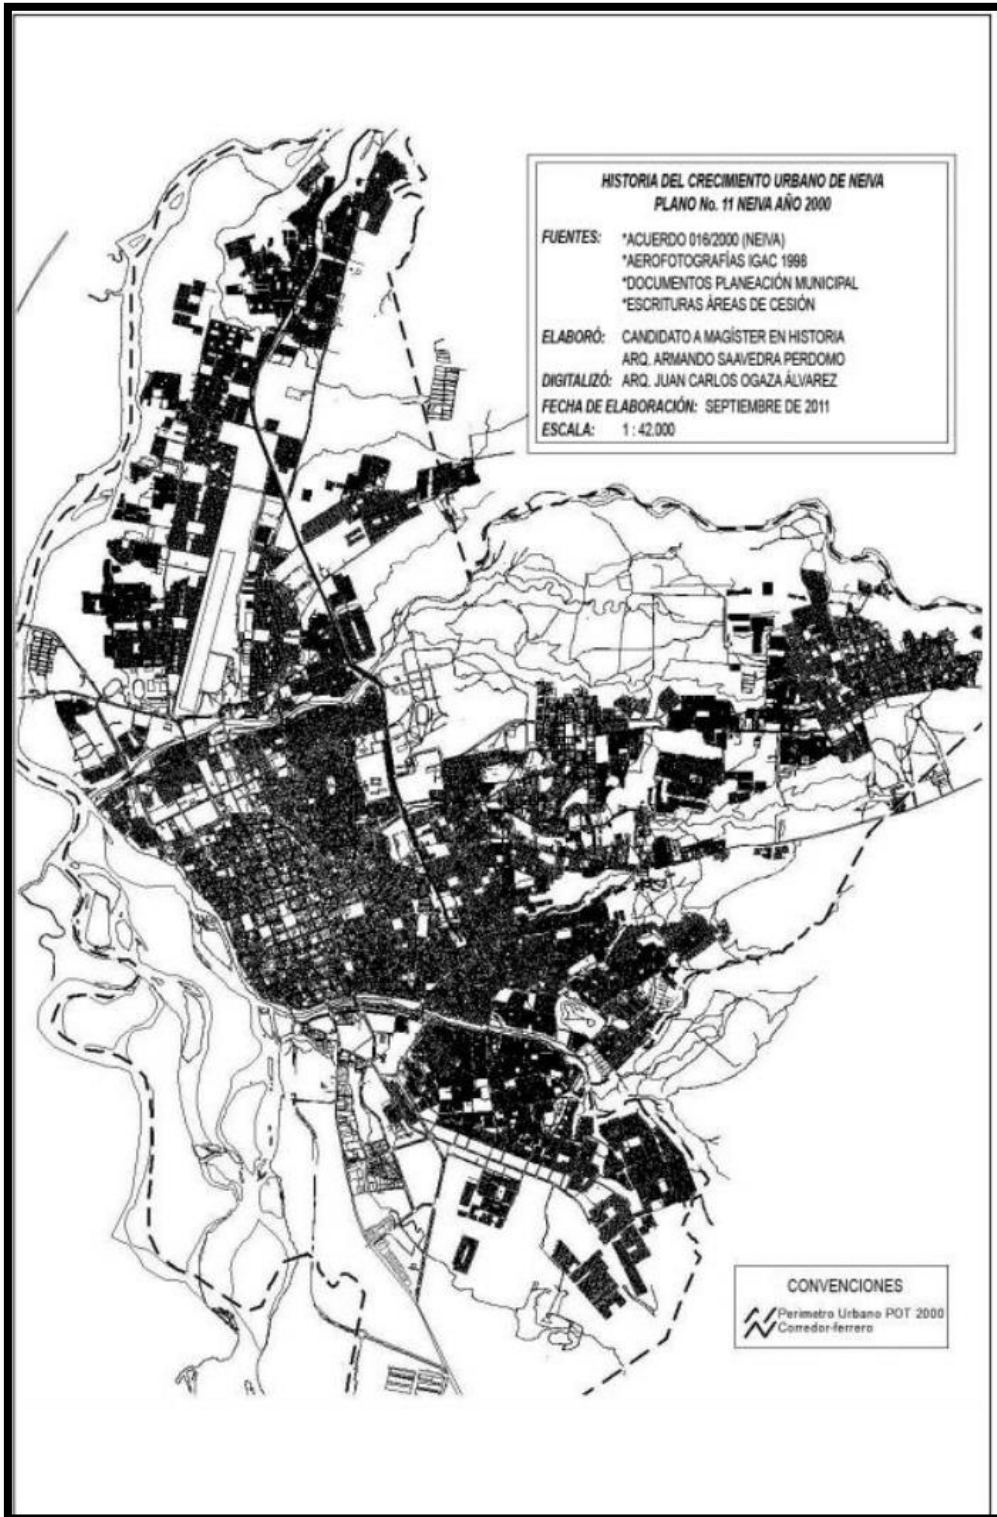 HISTORIA DEL CRECIMIENTO URBANO DE NEIVA
PLANO No. 11 NEIVA AÑO 2000
FUENTES: *ACUERDO 016/2000 (NEIVA)
*AEROFOTOGRAFÍAS IGAC 1998
*DOCUMENTOS PLANEACIÓN MUNICIPAL
*ESCRITURAS ÁREAS DE CESIÓN
ELABORÓ: CANDIDATO A MAGÍSTER EN HISTORIA
ARQ. ARMANDO SAAVEDRA PERDOMO
DIGITALIZÓ: ARQ. JUAN CARLOS OGAZA ÁLVAREZ
FECHA DE ELABORACIÓN: SEPTIEMBRE DE 2011
ESCALA: 1 : 42.000
CONVENCIONES
Perimetro Urbano POT 2000
Corredor-ferrero